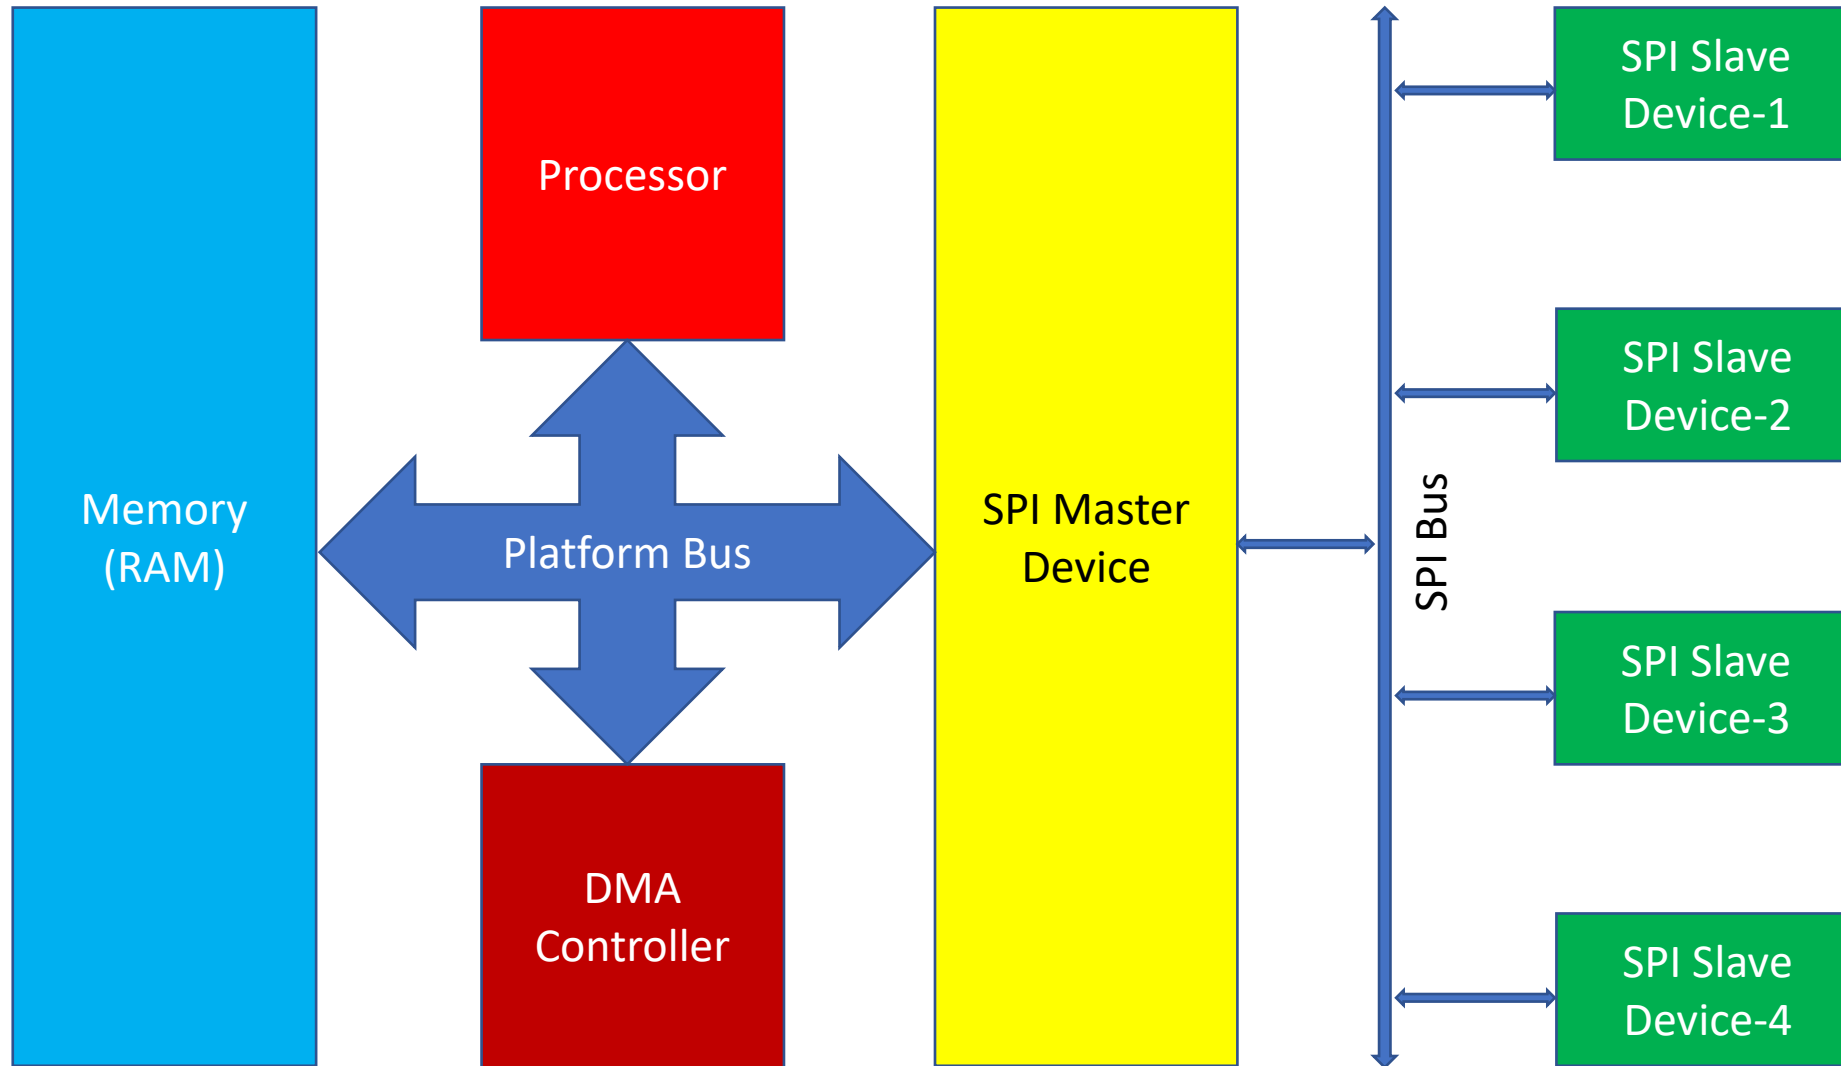 Memory
(RAM)
Processor
Platform Bus
DMA
Controller
SPI Master
Device
SPI Bus
SPI Slave
Device-1
SPI Slave
Device-2
SPI Slave
Device-3
SPI Slave
Device-4